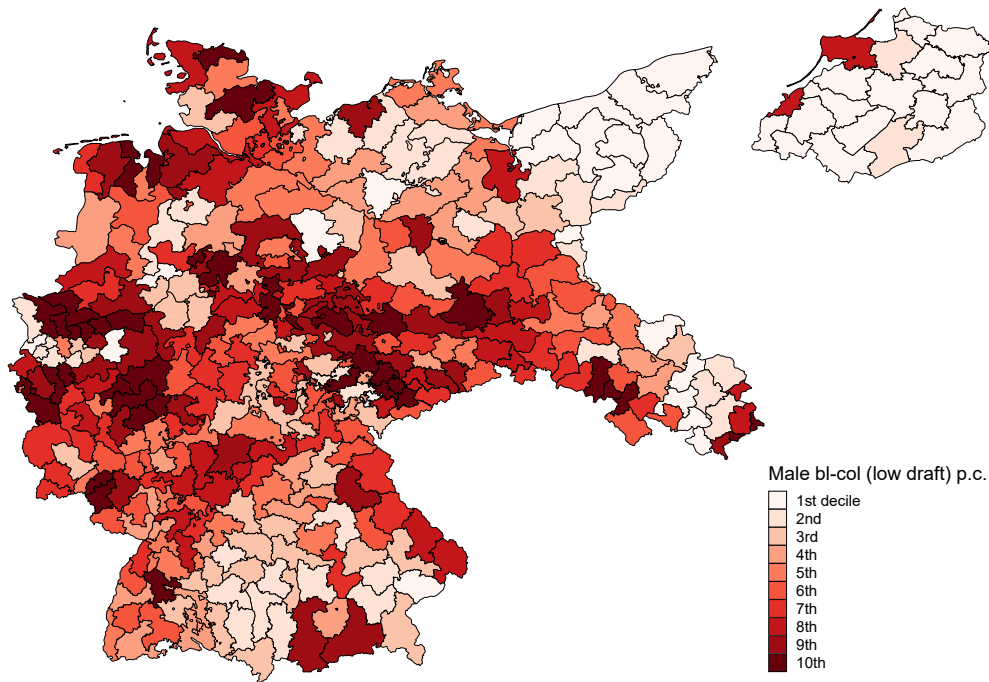 Male bl-col (low draft) p.c.
1st decile
2nd
3rd
4th
5th
6th
7th
8th
9th
10th